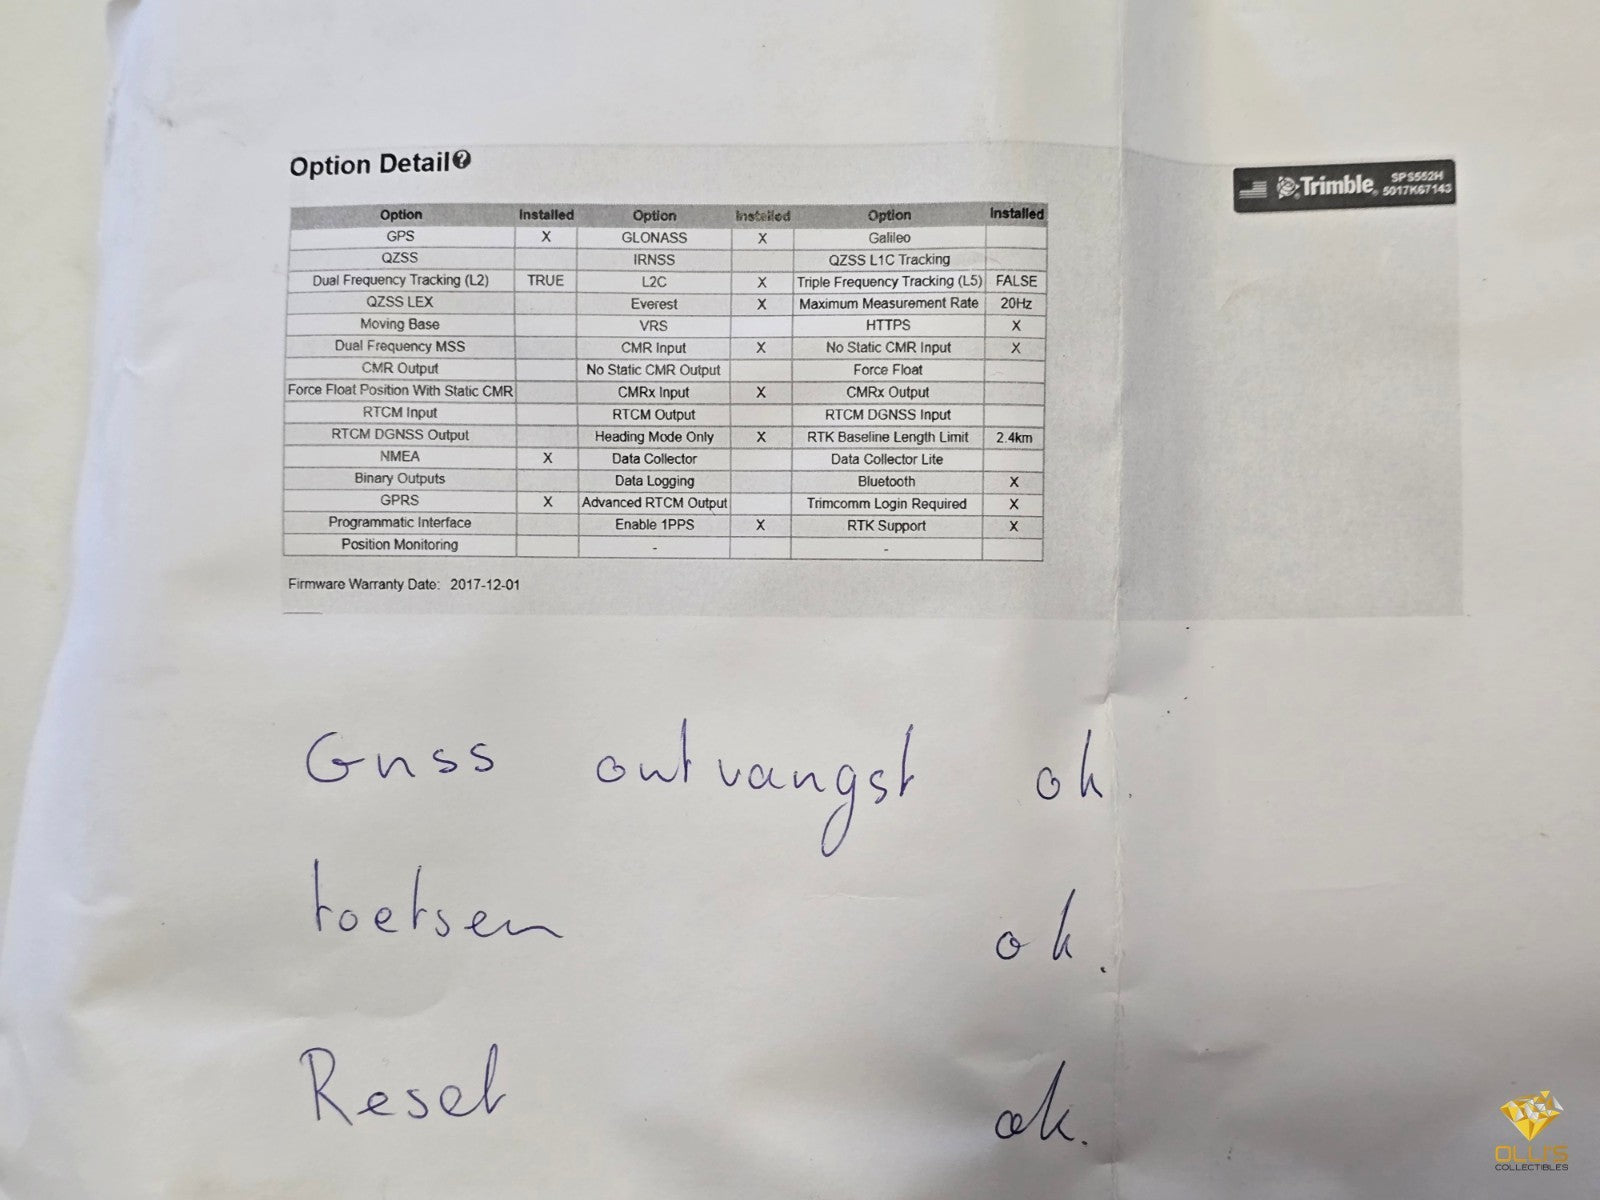 Option Detail?
Trimble. SPS552H
5017K67143
Option Installed Option Installed Option Installed
GPS X GLONASS X Galileo
QZSS IRNSS QZSS L1C Tracking
Dual Frequency Tracking (L2) TRUE L2C X Triple Frequency Tracking (L5) FALSE
QZSS LEX Everest X Maximum Measurement Rate 20Hz
Moving Base VRS HTTPS X
Dual Frequency MSS CMR Input X No Static CMR Input X
CMR Output No Static CMR Output Force Float
Force Float Position With Static CMR CMRx Input X CMRx Output
RTCM Input RTCM Output RTCM DGNSS Input
RTCM DGNSS Output Heading Mode Only X RTK Baseline Length Limit 2.4km
NMEA X Data Collector Data Collector Lite
Binary Outputs Data Logging Bluetooth X
GPRS X Advanced RTCM Output Trimcomm Login Required X
Programmatic Interface Enable 1PPS X RTK Support X
Position Monitoring - -
Firmware Warranty Date: 2017-12-01
Gnss ontvangst ok.
toetsen ok.
Reset ok.
OLLI'S
COLLECTIBLES